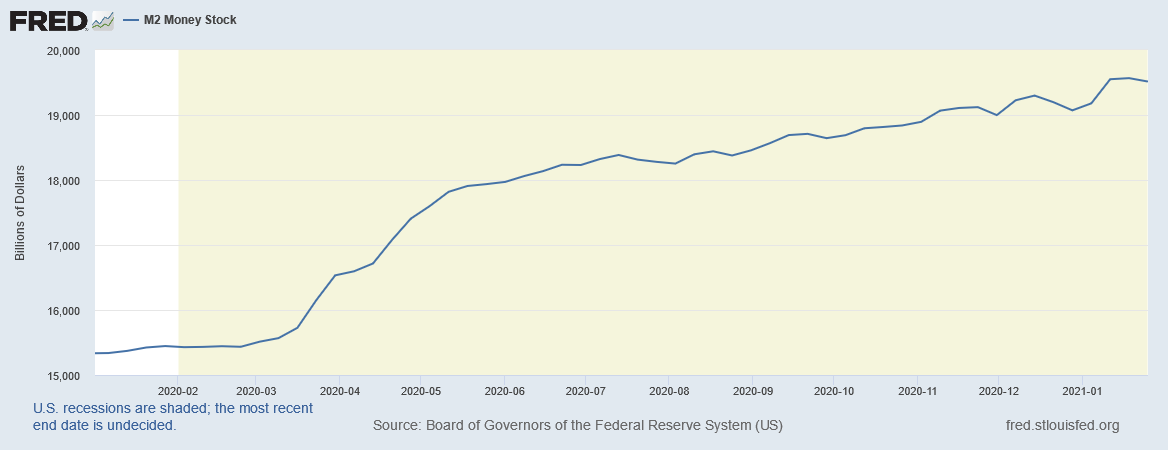 FRED
M2 Money Stock
20,000
19,000
18,000
17,000
16,000
15,000
Billions of Dollars
2020-02 2020-03 2020-04 2020-05 2020-06 2020-07 2020-08 2020-09 2020-10 2020-11 2020-12 2021-01
U.S. recessions are shaded; the most recent
end date is undecided.
Source: Board of Governors of the Federal Reserve System (US)
fred.stlouisfed.org